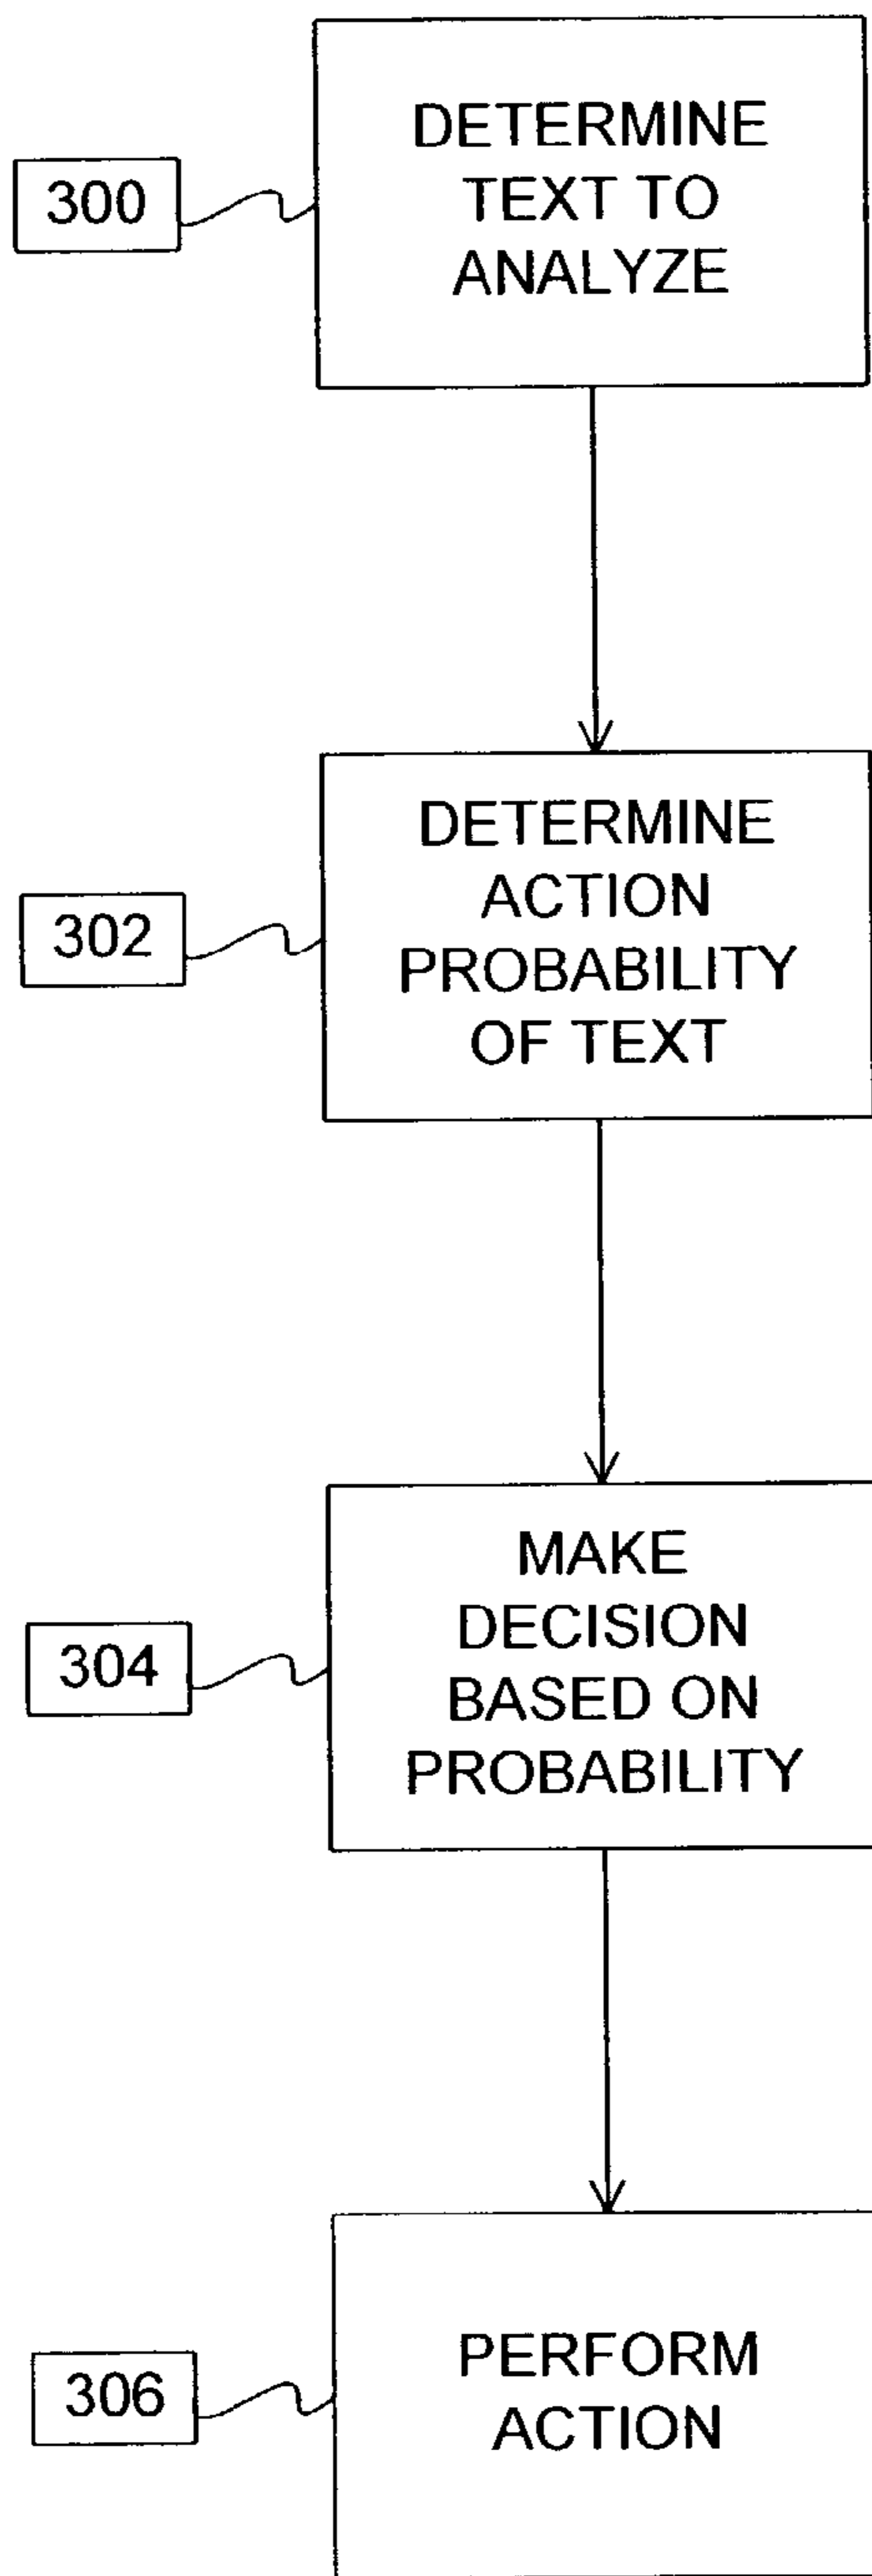 DETERMINE
TEXT TO
ANALYZE
300
DETERMINE
ACTION
PROBABILITY
OF TEXT
302
MAKE
DECISION
BASED ON
PROBABILITY
304
PERFORM
ACTION
306